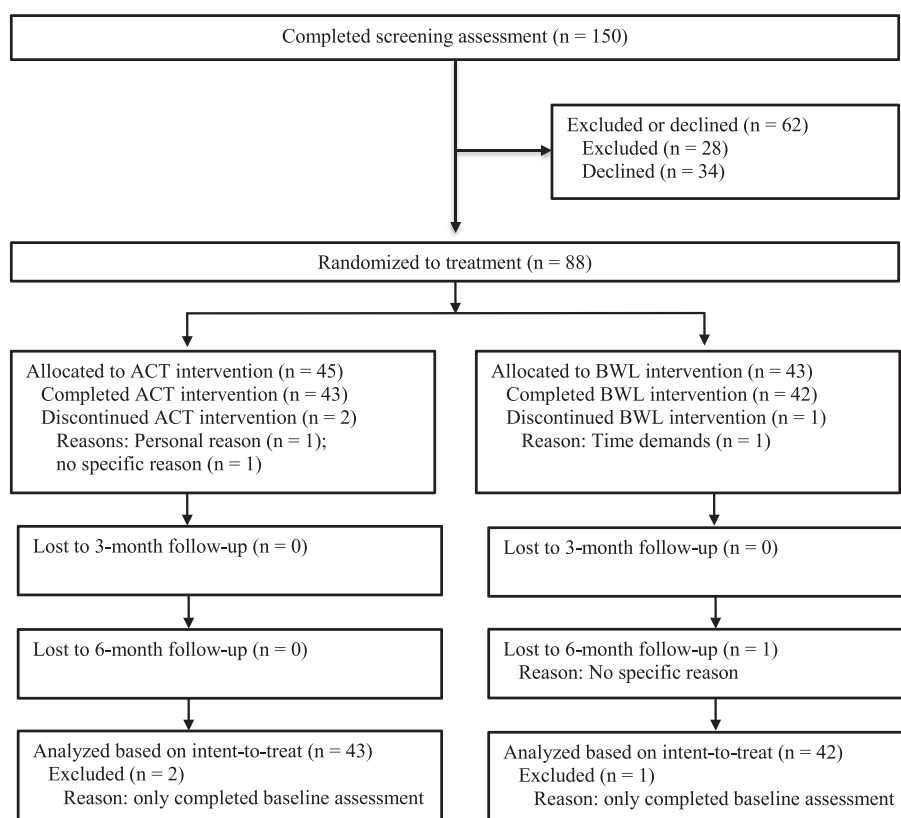 Completed screening assessment (n = 150)
Excluded or declined (n = 62)
Excluded (n = 28)
Declined (n = 34)
Randomized to treatment (n = 88)
Allocated to ACT intervention (n = 45)
Completed ACT intervention (n = 43)
Discontinued ACT intervention (n = 2)
Reasons: Personal reason (n = 1);
no specific reason (n = 1)
Allocated to BWL intervention (n = 43)
Completed BWL intervention (n = 42)
Discontinued BWL intervention (n = 1)
Reason: Time demands (n = 1)
Lost to 3-month follow-up (n = 0)
Lost to 3-month follow-up (n = 0)
Lost to 6-month follow-up (n = 0)
Lost to 6-month follow-up (n = 1)
Reason: No specific reason
Analyzed based on intent-to-treat (n = 43)
Excluded (n = 2)
Reason: only completed baseline assessment
Analyzed based on intent-to-treat (n = 42)
Excluded (n = 1)
Reason: only completed baseline assessment